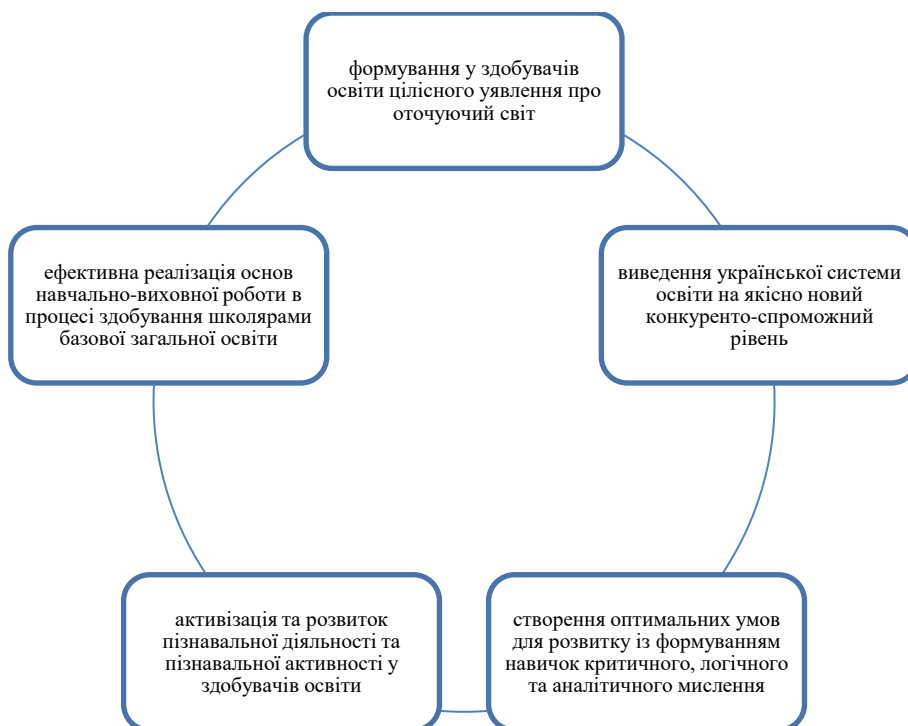 формування у здобувачів
освіти цілісного уявлення про
оточуючий світ
ефективна реалізація основ
навчально-виховної роботи в
процесі здобування школярами
базової загальної освіти
виведення української системи
освіти на якісно новий
конкуренто-спроможний
рівень
активізація та розвиток
пізнавальної діяльності та
пізнавальної активності у
здобувачів освіти
створення оптимальних умов
для розвитку із формуванням
навичок критичного, логічного
та аналітичного мислення